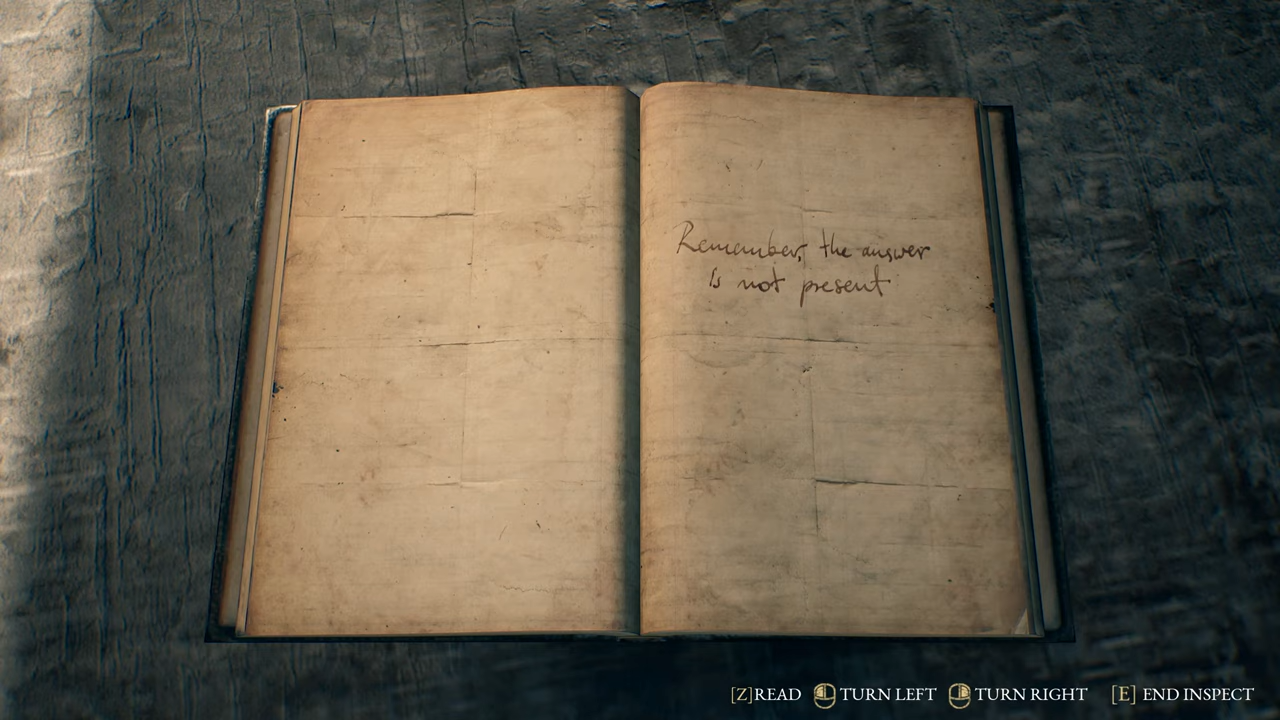 Remember, the answer
is not present
[Z]READ TURN LEFT TURN RIGHT [E] END INSPECT